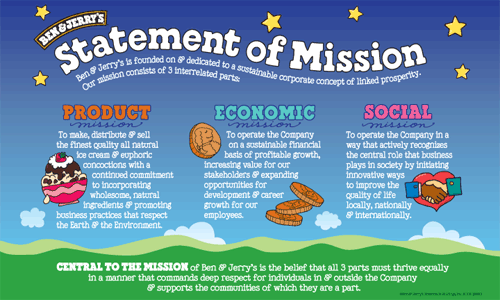 BEN & JERRY'S
Statement of Mission
Ben & Jerry's is founded on & dedicated to a sustainable corporate concept of linked prosperity.
Our mission consists of 3 interrelated parts:
PRODUCT
mission
To make, distribute & sell
the finest quality all natural
ice cream & euphoric
concoctions with a
continued commitment
to incorporating
wholesome, natural
ingredients & promoting
business practices that respect
the Earth & the Environment.
ECONOMIC
mission
To operate the Company
on a sustainable financial
basis of profitable growth,
increasing value for our
stakeholders & expanding
opportunities for
development & career
growth for our
employees.
SOCIAL
mission
To operate the Company in a
way that actively recognizes
the central role that business
plays in society by initiating
innovative ways
to improve the
quality of life
locally, nationally
& internationally.
CENTRAL TO THE MISSION of Ben & Jerry's is the belief that all 3 parts must thrive equally
in a manner that commands deep respect for individuals in & outside the Company
& supports the communities of which they are a part.